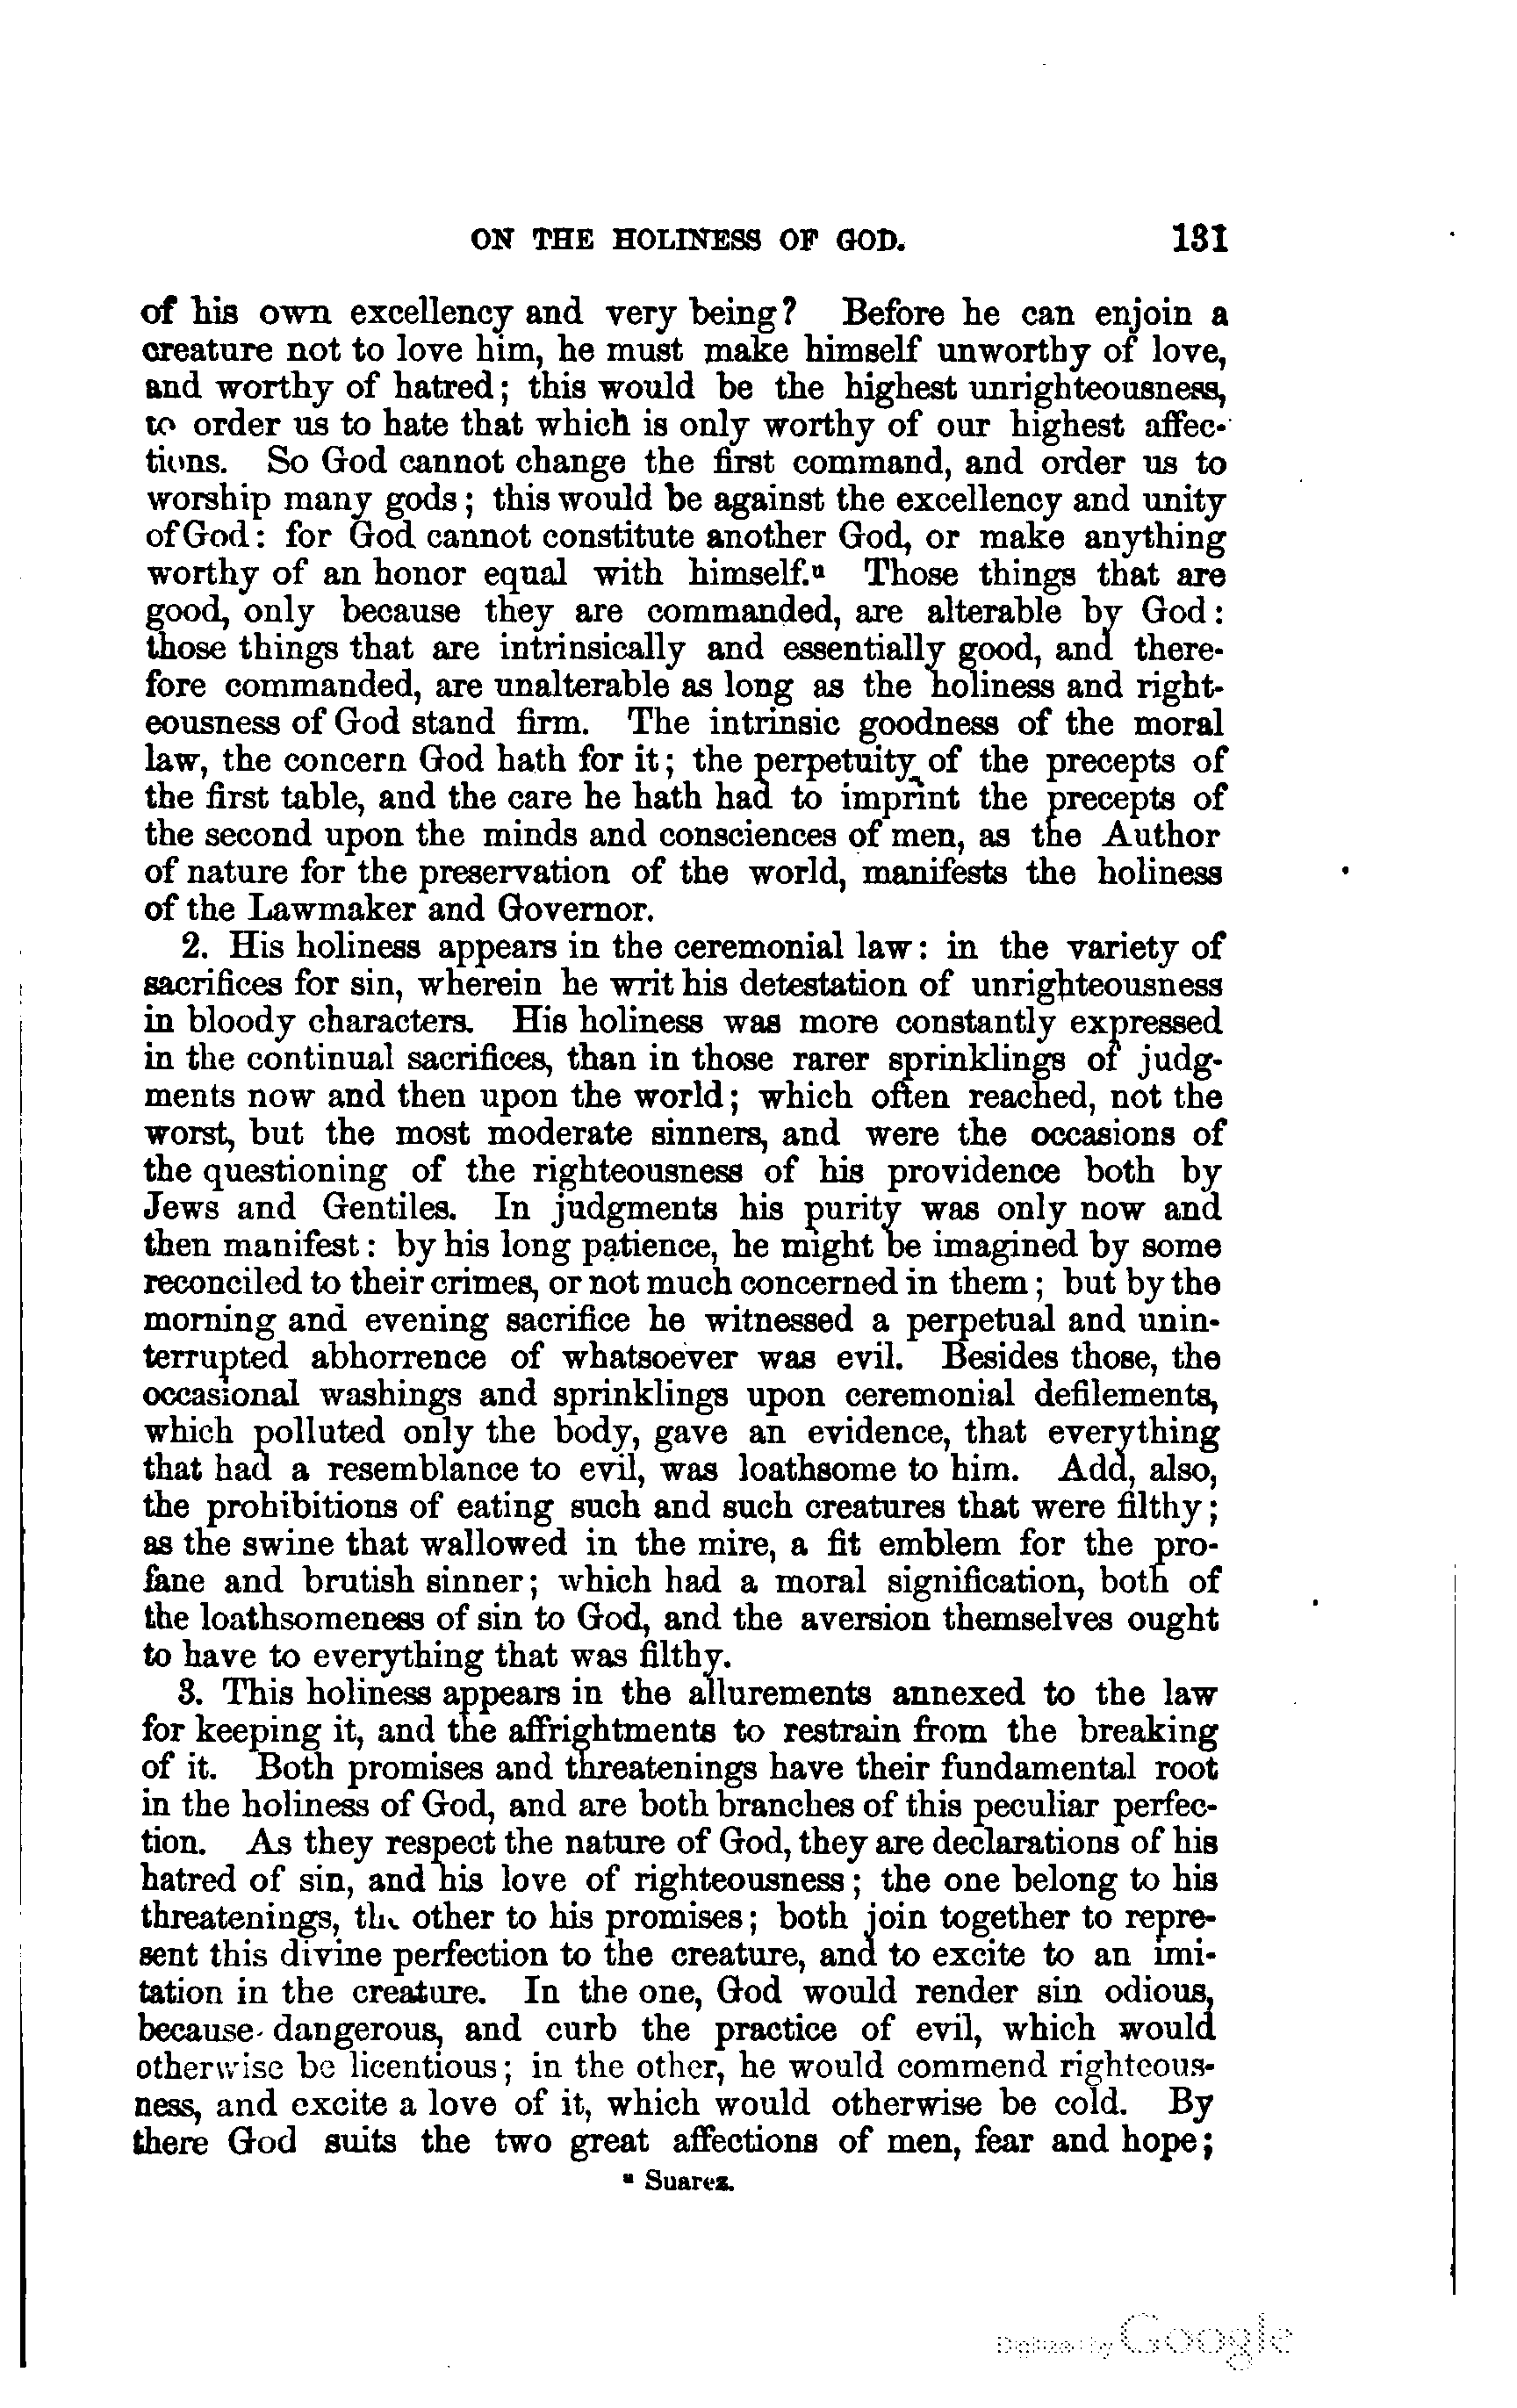 ON THE HOLINESS OF GOD. 131
of his own excellency and very being? Before he can enjoin a
creature not to love him, he must make himself unworthy of love,
and worthy of hatred; this would be the highest unrighteousness,
to order us to hate that which is only worthy of our highest affec-
tions. So God cannot change the first command, and order us to
worship many gods; this would be against the excellency and unity
of God: for God cannot constitute another God, or make anything
worthy of an honor equal with himself.u Those things that are
good, only because they are commanded, are alterable by God:
those things that are intrinsically and essentially good, and there-
fore commanded, are unalterable as long as the holiness and right-
eousness of God stand firm. The intrinsic goodness of the moral
law, the concern God hath for it; the perpetuity of the precepts of
the first table, and the care he hath had to imprint the precepts of
the second upon the minds and consciences of men, as the Author
of nature for the preservation of the world, manifests the holiness
of the Lawmaker and Governor.
2. His holiness appears in the ceremonial law: in the variety of
sacrifices for sin, wherein he writ his detestation of unrighteousness
in bloody characters. His holiness was more constantly expressed
in the continual sacrifices, than in those rarer sprinklings of judg-
ments now and then upon the world; which often reached, not the
worst, but the most moderate sinners, and were the occasions of
the questioning of the righteousness of his providence both by
Jews and Gentiles. In judgments his purity was only now and
then manifest: by his long patience, he might be imagined by some
reconciled to their crimes, or not much concerned in them; but by the
morning and evening sacrifice he witnessed a perpetual and unin-
terrupted abhorrence of whatsoever was evil. Besides those, the
occasional washings and sprinklings upon ceremonial defilements,
which polluted only the body, gave an evidence, that everything
that had a resemblance to evil, was loathsome to him. Add, also,
the prohibitions of eating such and such creatures that were filthy;
as the swine that wallowed in the mire, a fit emblem for the pro-
fane and brutish sinner; which had a moral signification, both of
the loathsomeness of sin to God, and the aversion themselves ought
to have to everything that was filthy.
3. This holiness appears in the allurements annexed to the law
for keeping it, and the affrightments to restrain from the breaking
of it. Both promises and threatenings have their fundamental root
in the holiness of God, and are both branches of this peculiar perfec-
tion. As they respect the nature of God, they are declarations of his
hatred of sin, and his love of righteousness; the one belong to his
threatenings, the other to his promises; both join together to repre-
sent this divine perfection to the creature, and to excite to an imi-
tation in the creature. In the one, God would render sin odious,
because dangerous, and curb the practice of evil, which would
otherwise be licentious; in the other, he would commend righteous-
ness, and excite a love of it, which would otherwise be cold. By
there God suits the two great affections of men, fear and hope;
u Suarez.
Digitized by Google